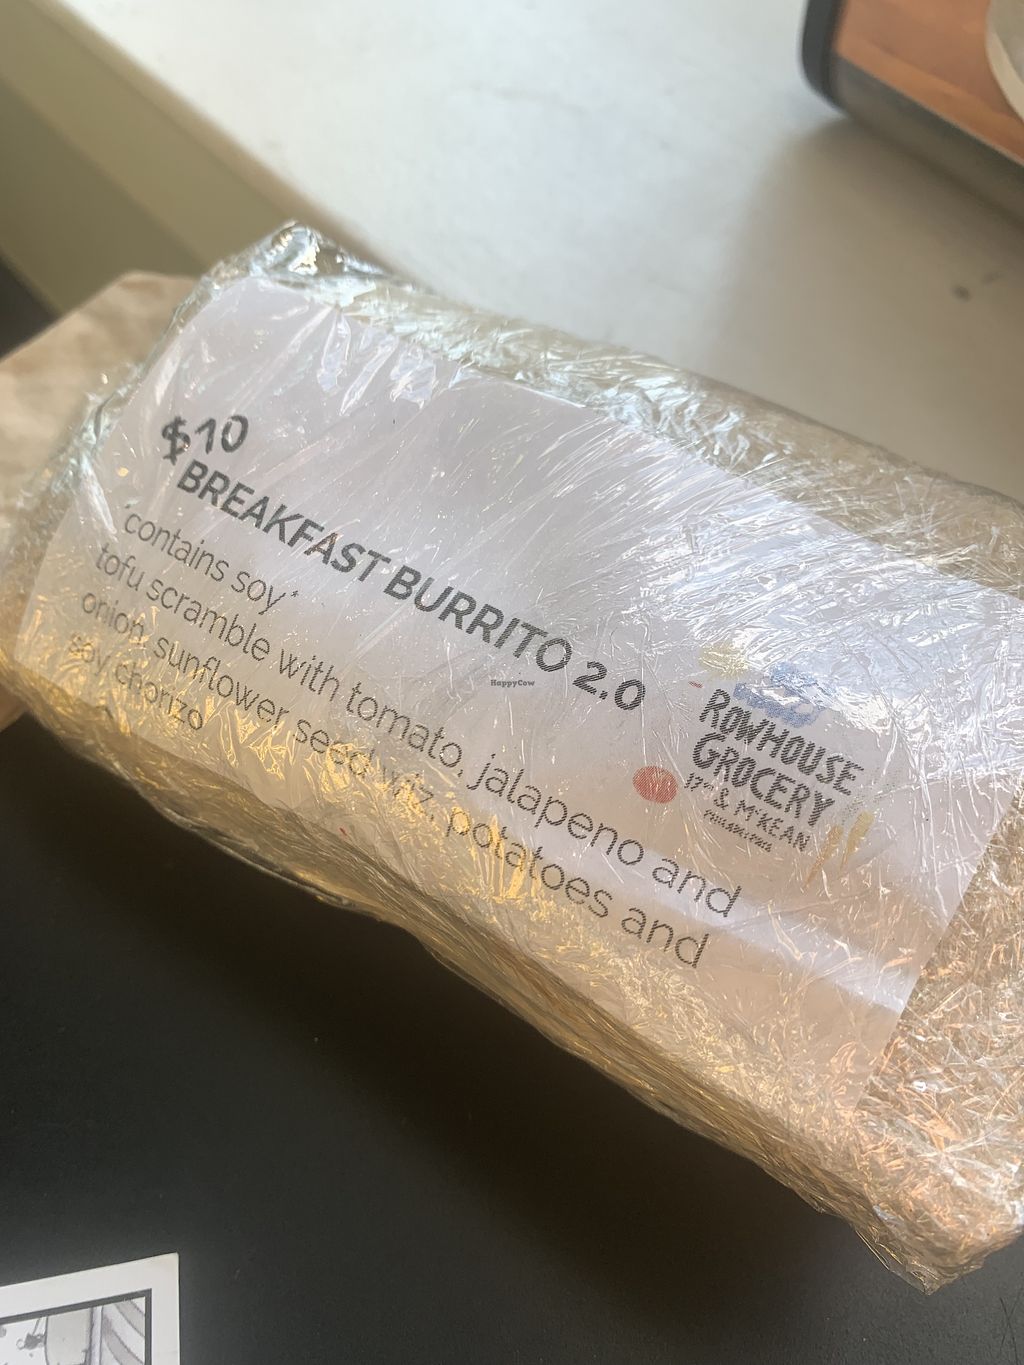 $10
BREAKFAST BURRITO 2.0
*contains soy*
tofu scramble with tomato, jalapeno and
onion, sunflower seed wiz, potatoes and
soy chorizo
ROWHOUSE
GROCERY
17TH & MCKEAN
PHILADELPHIA
HappyCow